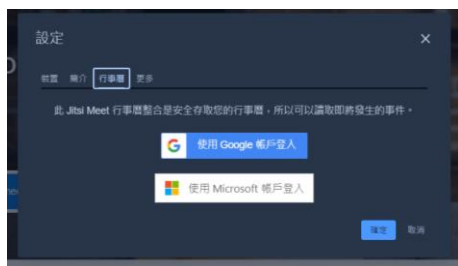 設定
裝置 簡介 行事曆 更多
此 Jitsi Meet 行事曆整合是安全存取您的行事曆，所以可以讀取即將發生的事件。
使用 Google 帳戶登入
使用 Microsoft 帳戶登入
確定 取消